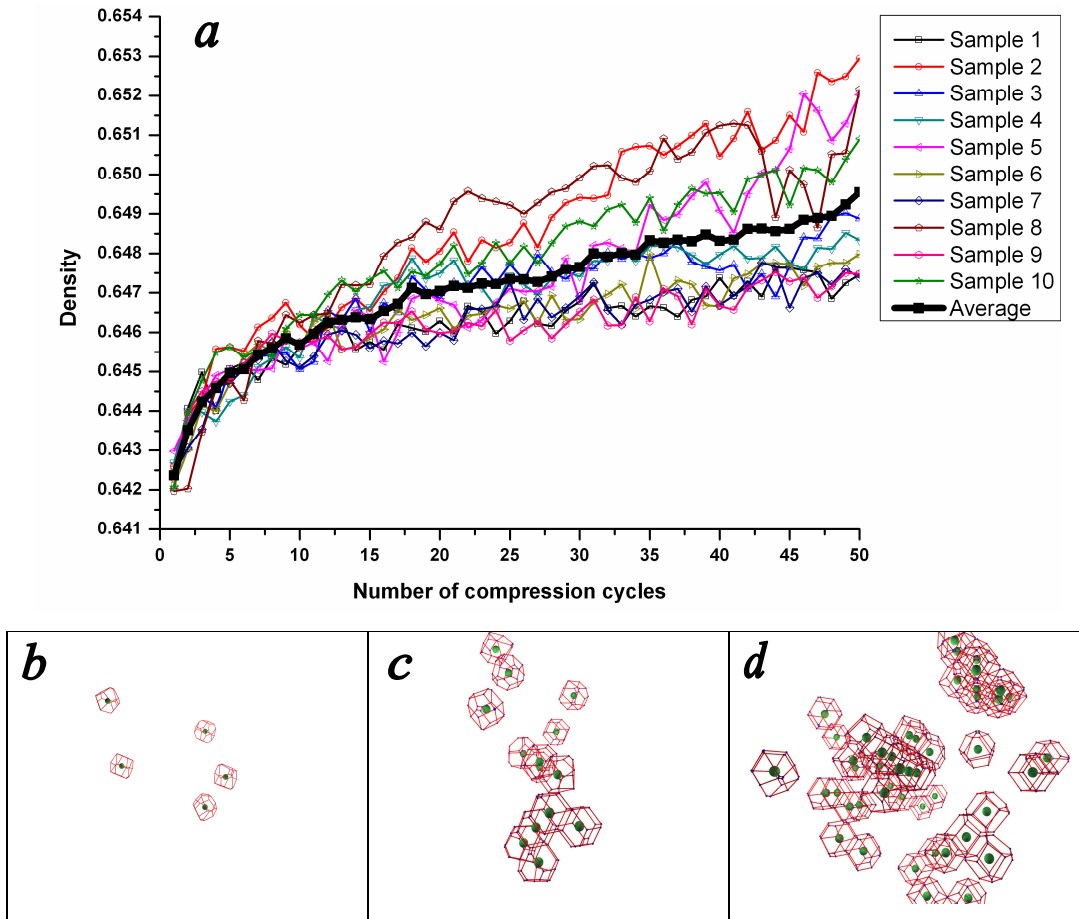 a
0.654
0.653
0.652
0.651
0.650
0.649
0.648
0.647
0.646
0.645
0.644
0.643
0.642
0.641
Density
0 5 10 15 20 25 30 35 40 45 50
Number of compression cycles
Sample 1
Sample 2
Sample 3
Sample 4
Sample 5
Sample 6
Sample 7
Sample 8
Sample 9
Sample 10
Average
b
c
d